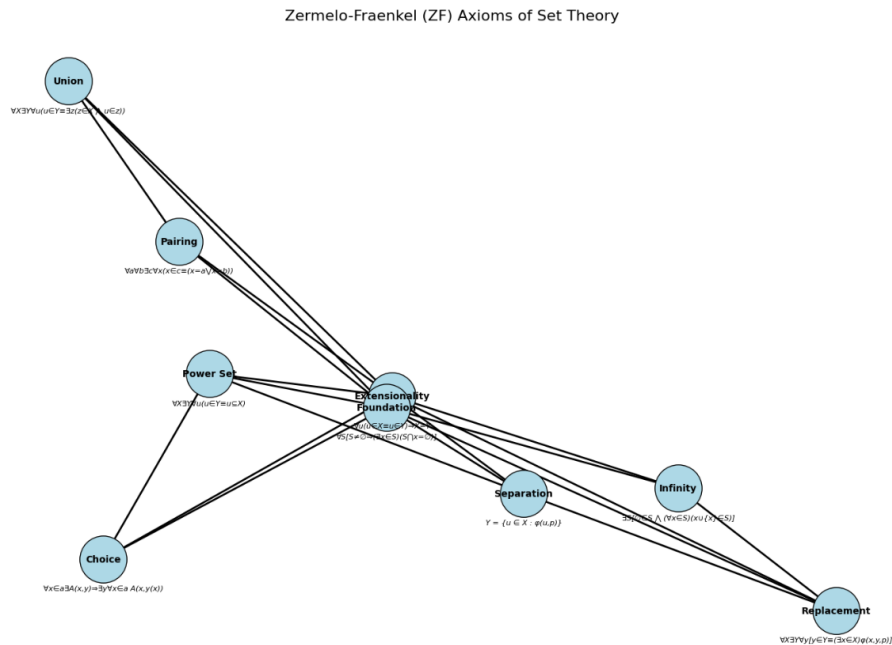 Zermelo-Fraenkel (ZF) Axioms of Set Theory
Union
∀X∃Y∀u(u∈Y≡∃z(z∈X ⋀ u∈z))
Pairing
∀a∀b∃c∀x(x∈c≡(x=a⋁x=b))
Power Set
∀X∃Y∀u(u∈Y≡u⊆X)
Extensionality
Foundation
∀u(u∈X≡u∈Y)⇒X=Y
∀S[S≠∅⇒(∃x∈S)(S⋂x=∅)]
Separation
Y = {u ∈ X : φ(u,p)}
Infinity
∃S[∅∈S ⋀ (∀x∈S)(x∪{x}∈S)]
Choice
∀x∈a∃A(x,y)⇒∃y∀x∈a A(x,y(x))
Replacement
∀X∃Y∀y[y∈Y≡(∃x∈X)φ(x,y,p)]